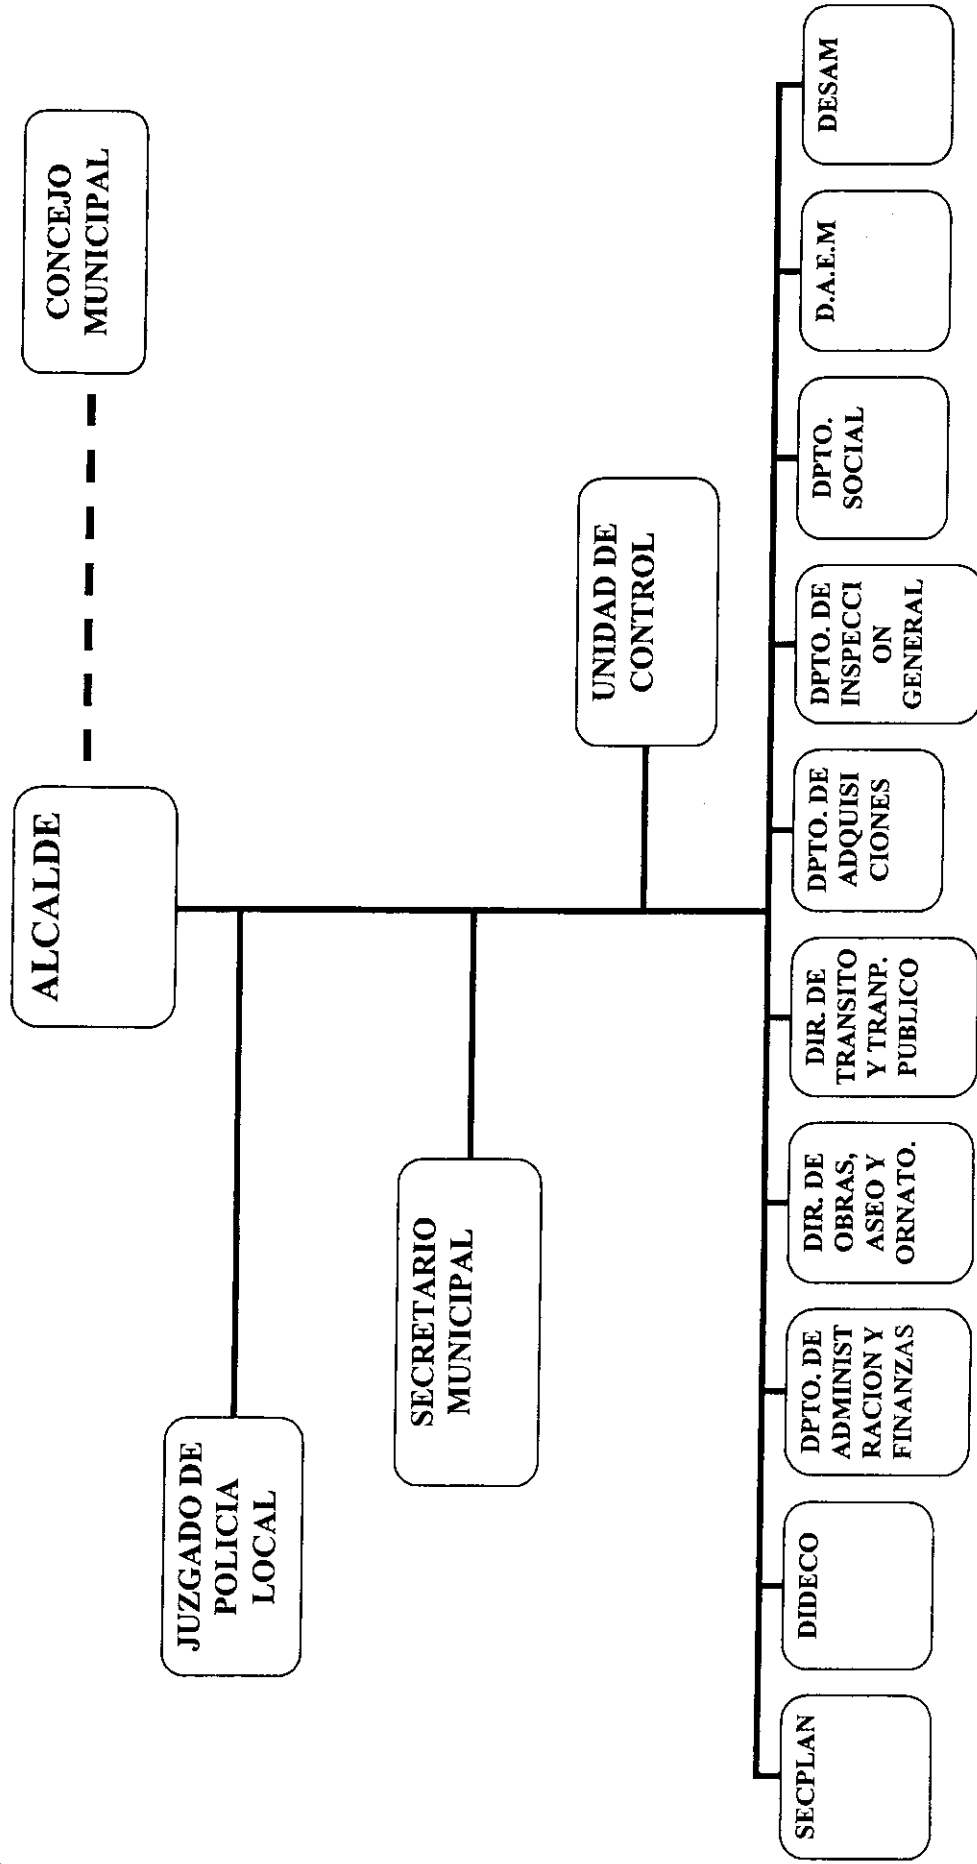 ALCALDE
CONCEJO
MUNICIPAL
JUZGADO DE
POLICIA
LOCAL
SECRETARIO
MUNICIPAL
UNIDAD DE
CONTROL
SECPLAN
DIDECO
DPTO. DE
ADMINIST
RACION Y
FINANZAS
DIR. DE
OBRAS,
ASEO Y
ORNATO.
DIR. DE
TRANSITO
Y TRANP.
PUBLICO
DPTO. DE
ADQUISI
CIONES
DPTO. DE
INSPECCI
ON
GENERAL
DPTO.
SOCIAL
D.A.E.M
DESAM